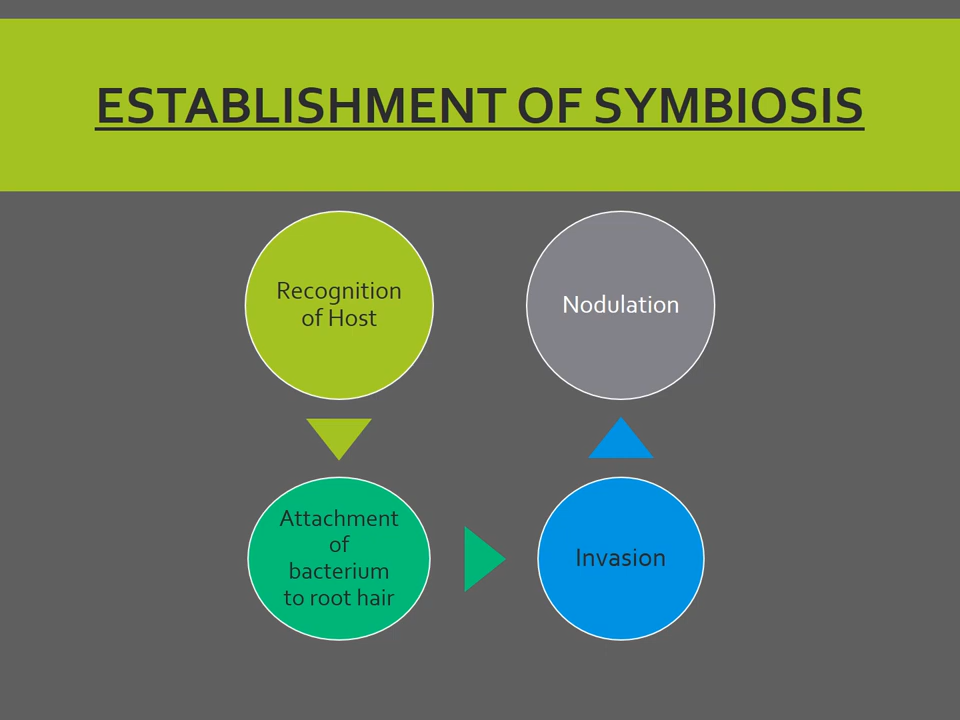 ESTABLISHMENT OF SYMBIOSIS
Recognition
of Host
Attachment
of
bacterium
to root hair
Invasion
Nodulation